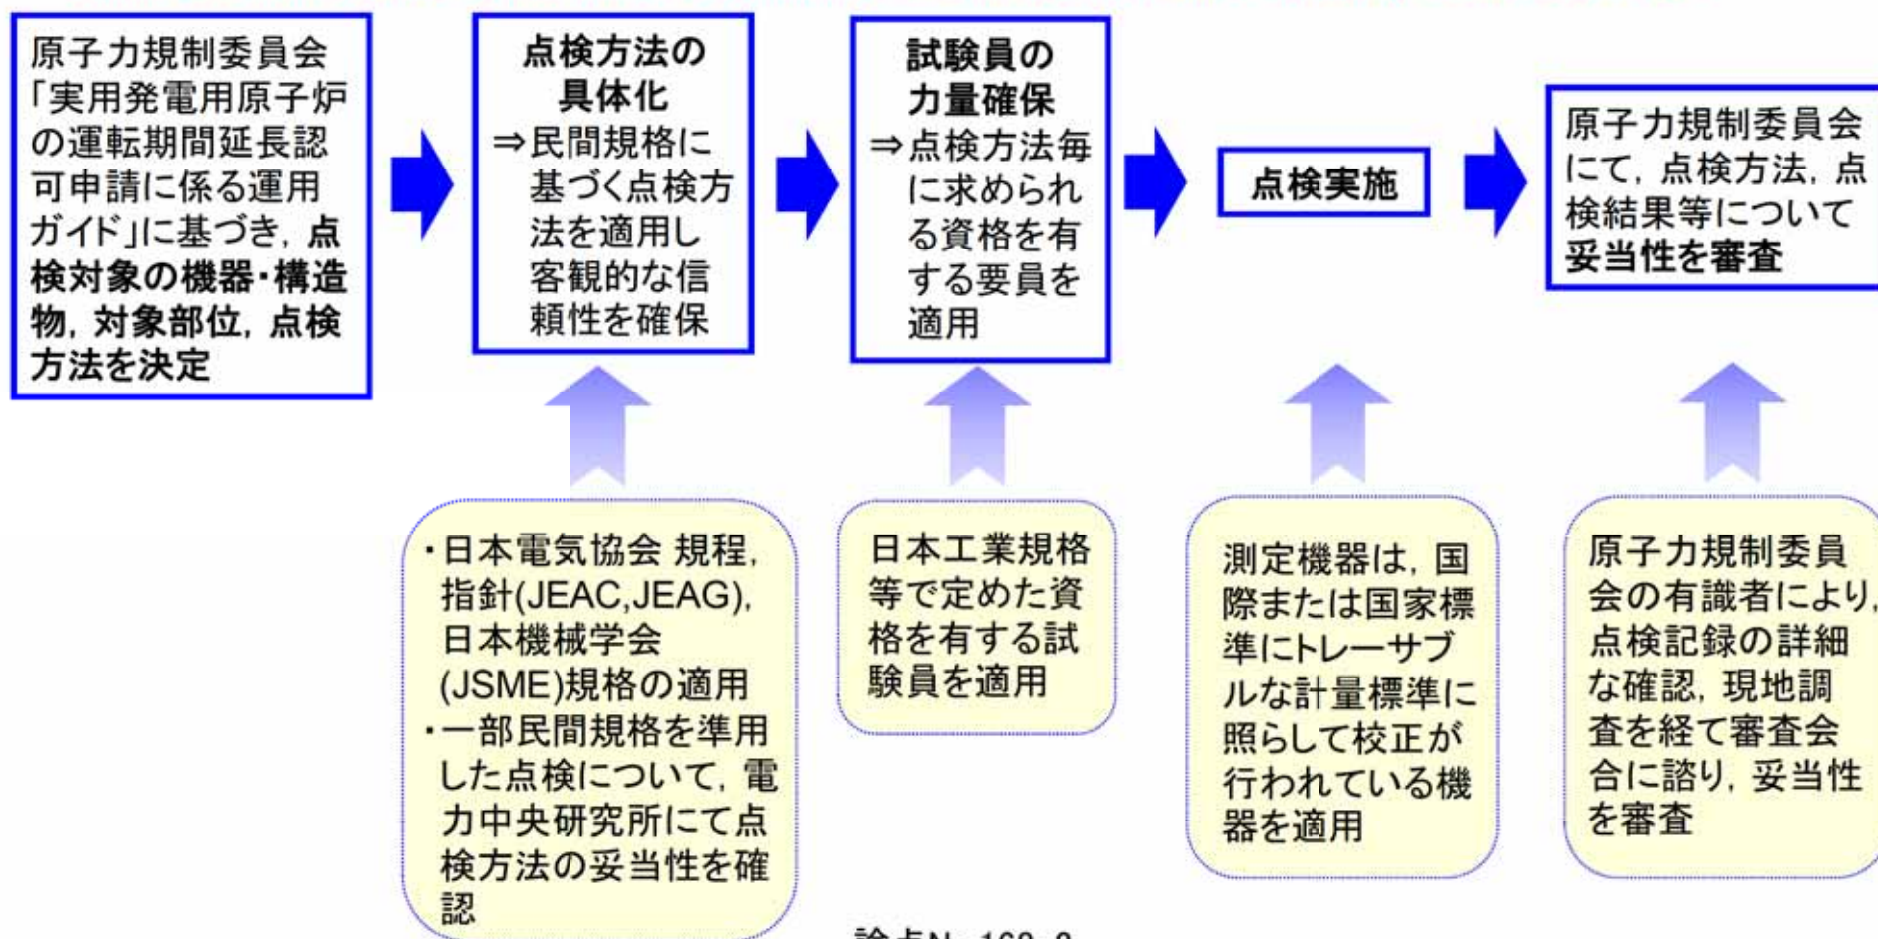 原子力規制委員会
「実用発電用原子炉
の運転期間延長認
可申請に係る運用
ガイド」に基づき，点
検対象の機器・構造
物，対象部位，点検
方法を決定
点検方法の
具体化
⇒民間規格に
基づく点検方
法を適用し
客観的な信
頼性を確保
試験員の
力量確保
⇒点検方法毎
に求められ
る資格を有
する要員を
適用
点検実施
原子力規制委員会
にて，点検方法，点
検結果等について
妥当性を審査
・日本電気協会 規程，
指針(JEAC,JEAG)，
日本機械学会
(JSME)規格の適用
・一部民間規格を準用
した点検について，電
力中央研究所にて点
検方法の妥当性を確
認
日本工業規格
等で定めた資
格を有する試
験員を適用
測定機器は，国
際または国家標
準にトレーサブ
ルな計量標準に
照らして校正が
行われている機
器を適用
原子力規制委員
会の有識者により，
点検記録の詳細
な確認，現地調
査を経て審査会
合に諮り，妥当性
を審査